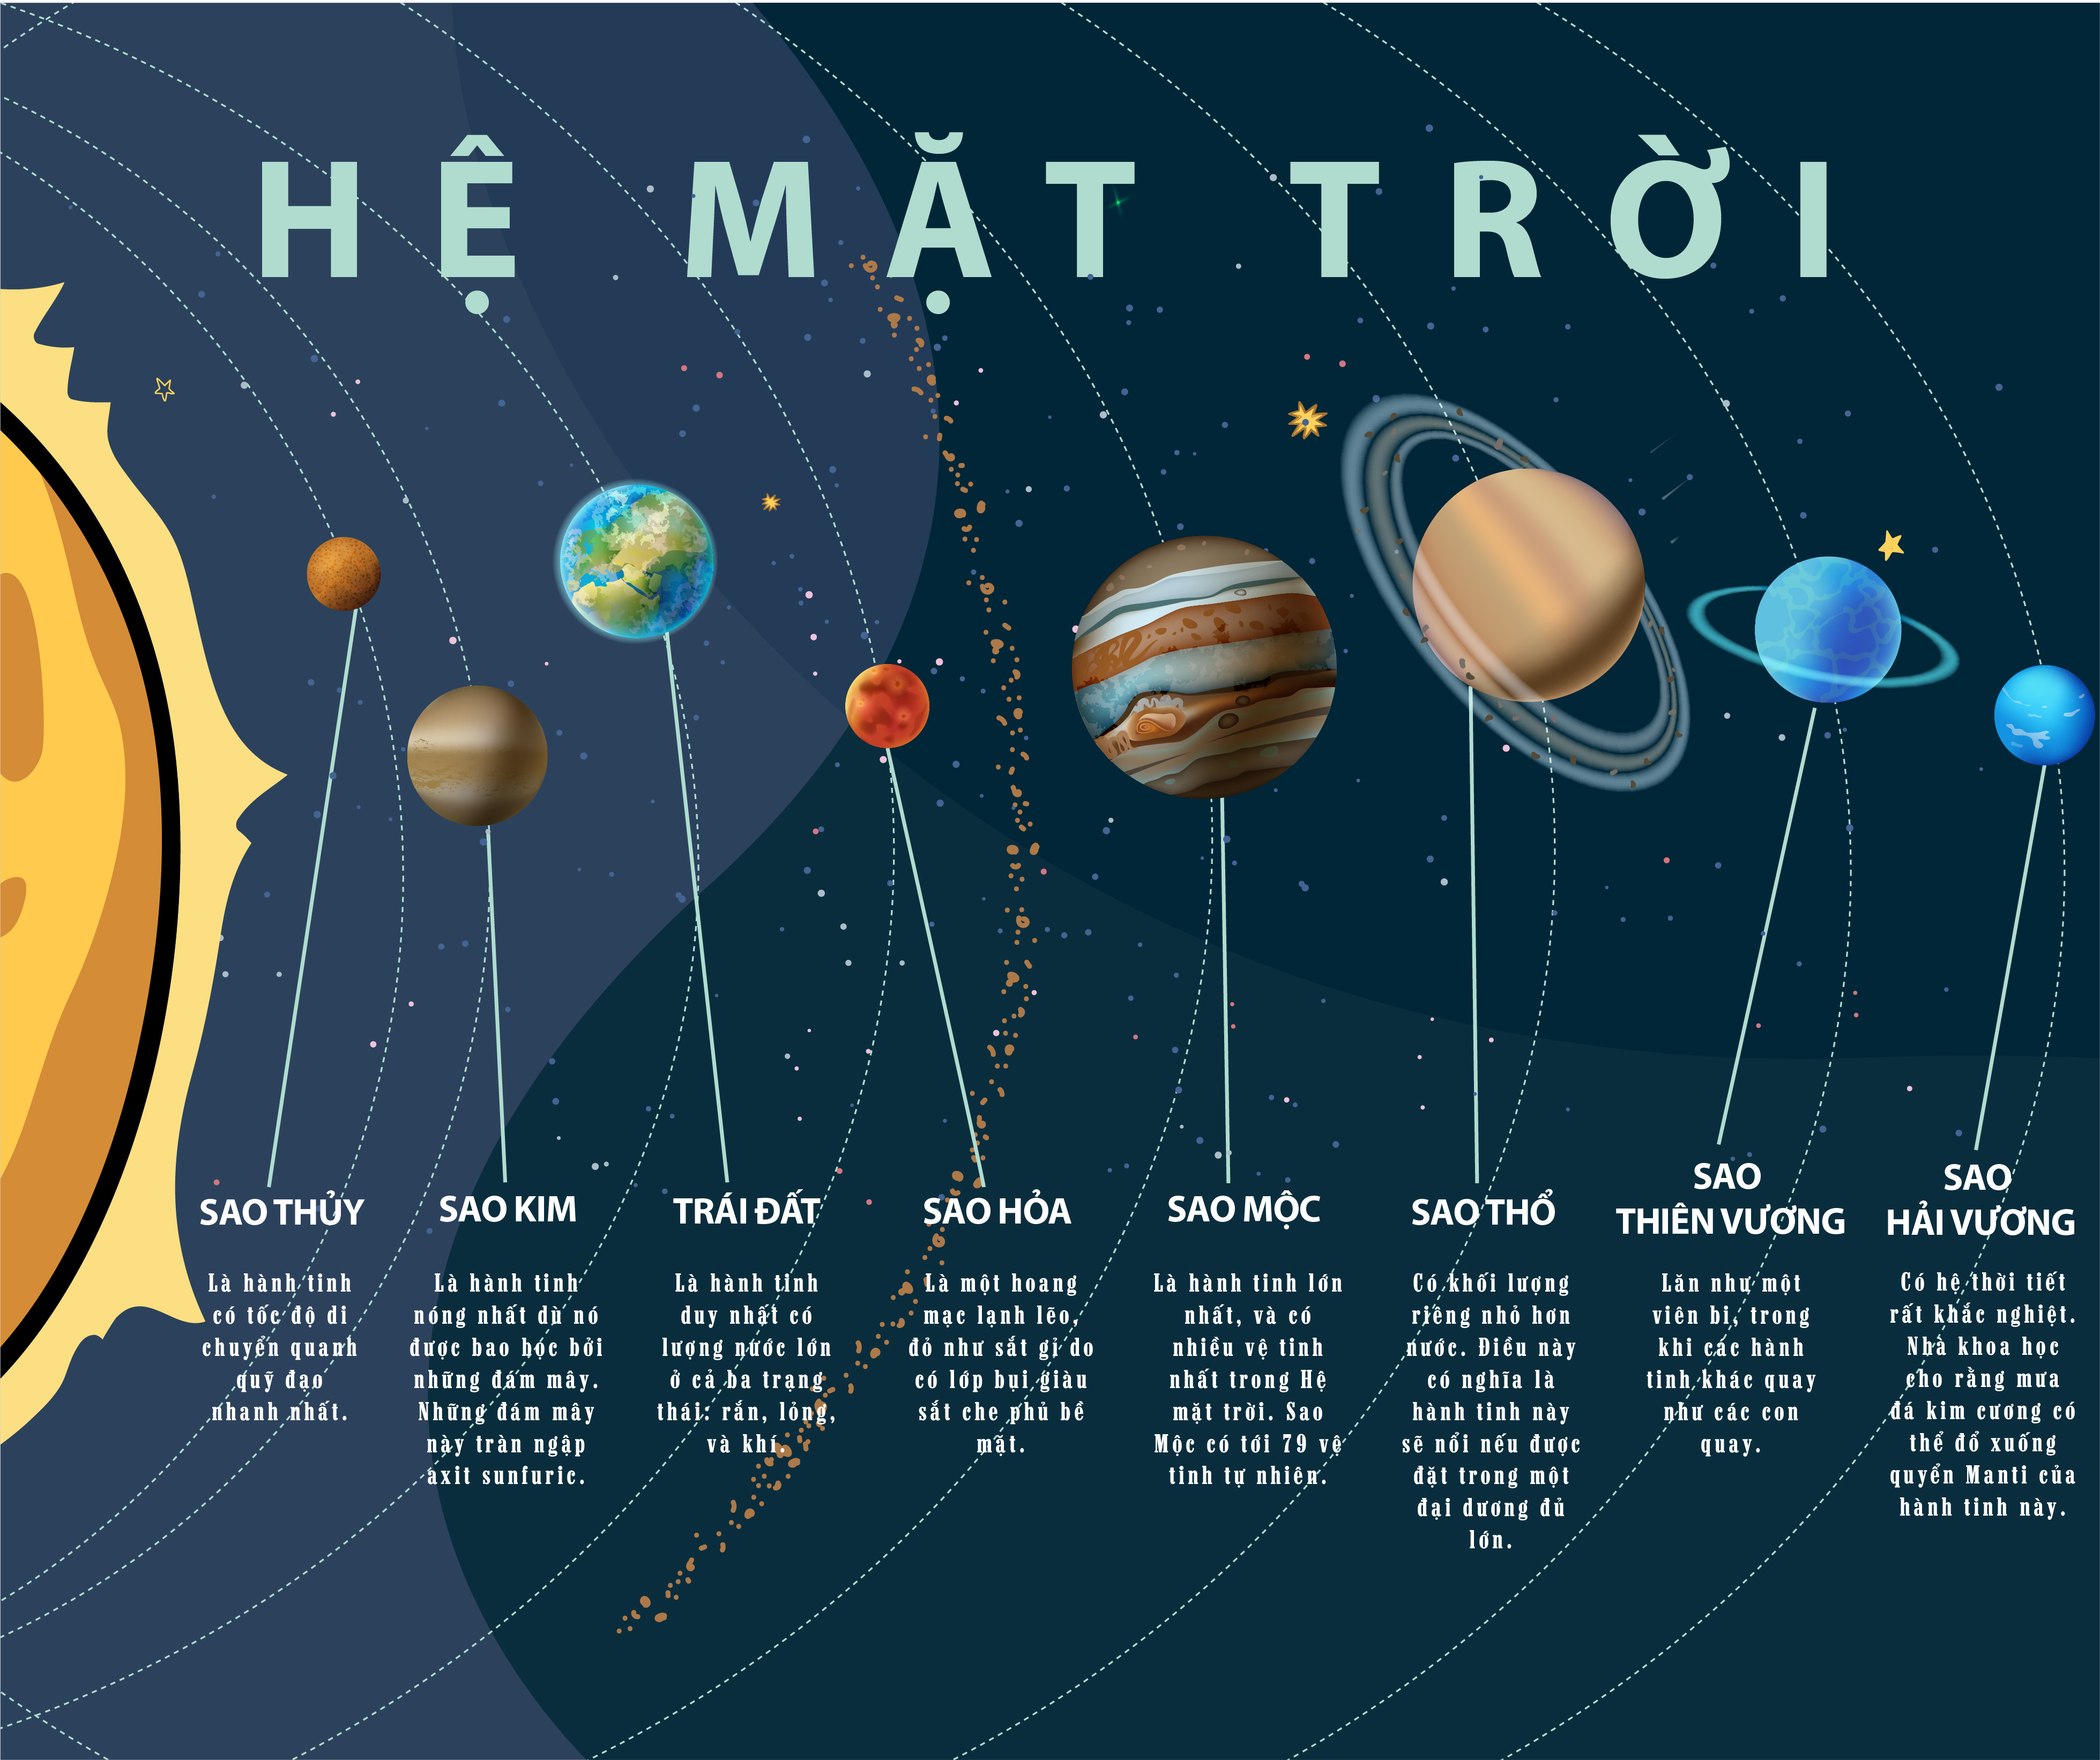 HỆ MẶT TRỜI
SAO THỦY
Là hành tinh
có tốc độ di
chuyển quanh
quỹ đạo
nhanh nhất.
SAO KIM
Là hành tinh
nóng nhất dù nó
được bao bọc bởi
những đám mây.
Những đám mây
này tràn ngập
axit sunfuric.
TRÁI ĐẤT
Là hành tinh
duy nhất có
lượng nước lớn
ở cả ba trạng
thái: rắn, lỏng,
và khí.
SAO HỎA
Là một hoang
mạc lạnh lẽo,
đỏ như sắt gỉ do
có lớp bụi giàu
sắt che phủ bề
mặt.
SAO MỘC
Là hành tinh lớn
nhất, và có
nhiều vệ tinh
nhất trong Hệ
mặt trời. Sao
Mộc có tới 79 vệ
tinh tự nhiên.
SAO THỔ
Có khối lượng
riêng nhỏ hơn
nước. Điều này
có nghĩa là
hành tinh này
sẽ nổi nếu được
đặt trong một
đại dương đủ
lớn.
SAO
THIÊN VƯƠNG
Lăn như một
viên bi, trong
khi các hành
tinh khác quay
như các con
quay.
SAO
HẢI VƯƠNG
Có hệ thời tiết
rất khắc nghiệt.
Nhà khoa học
cho rằng mưa
đá kim cương có
thể đổ xuống
quyển Manti của
hành tinh này.